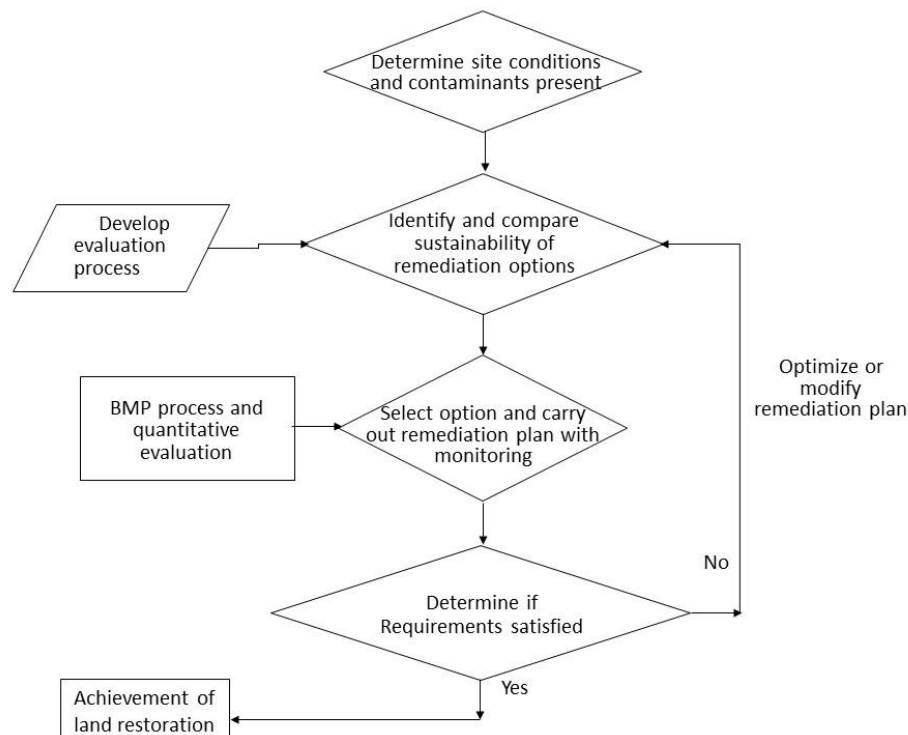 Determine site conditions
and contaminants present
Develop
evaluation
process
Identify and compare
sustainability of
remediation options
Optimize or
modify
remediation plan
BMP process and
quantitative
evaluation
Select option and carry
out remediation plan with
monitoring
No
Determine if
Requirements satisfied
Yes
Achievement of
land restoration